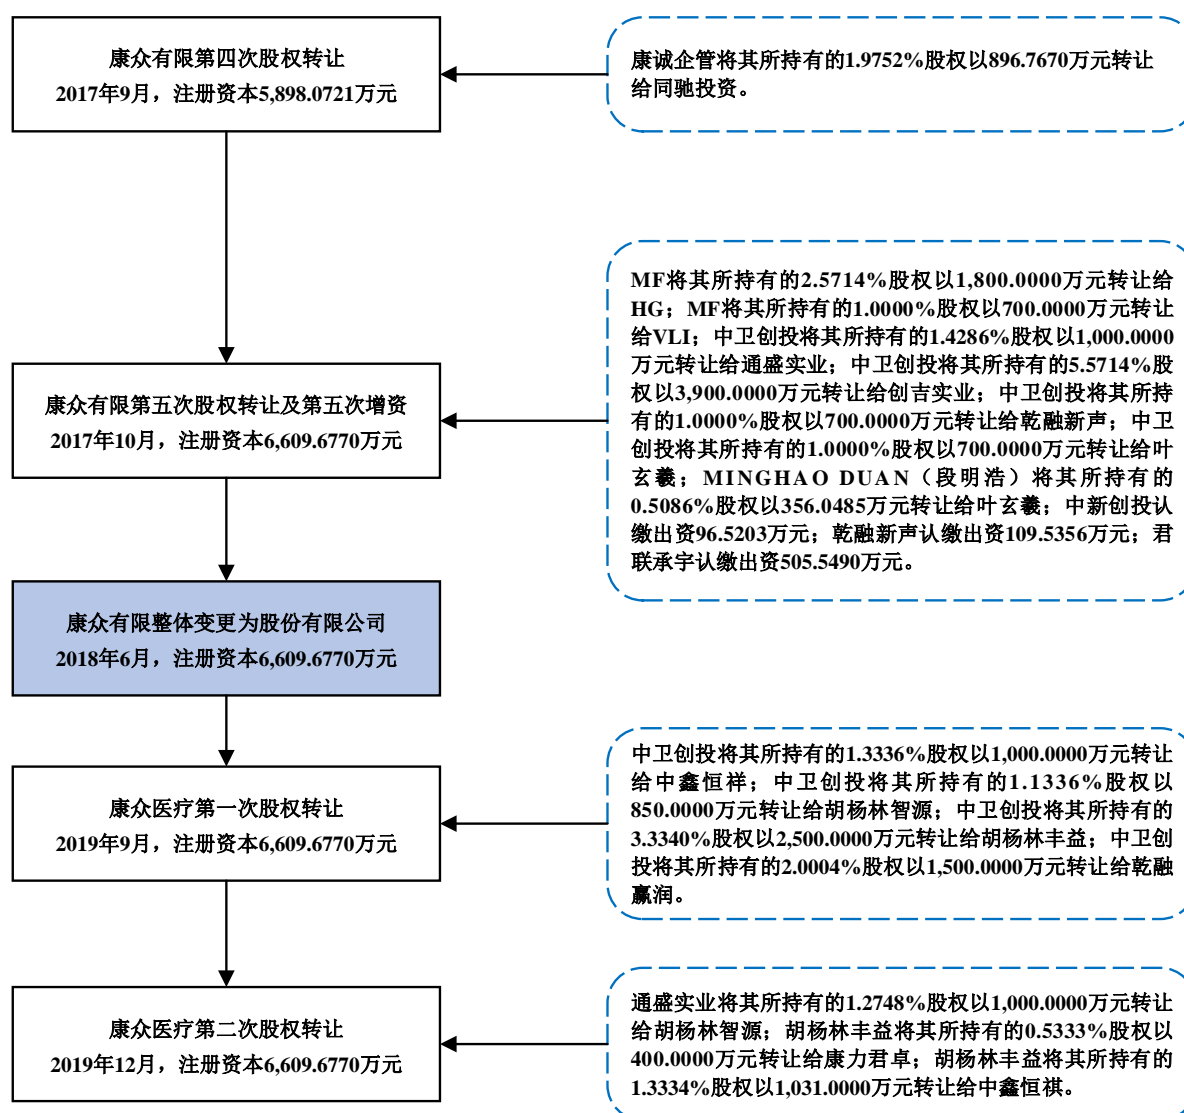 康众有限第四次股权转让
2017年9月，注册资本5,898.0721万元
康诚企管将其所持有的1.9752%股权以896.7670万元转让
给同驰投资。
康众有限第五次股权转让及第五次增资
2017年10月，注册资本6,609.6770万元
MF将其所持有的2.5714%股权以1,800.0000万元转让给
HG；MF将其所持有的1.0000%股权以700.0000万元转让
给VLI；中卫创投将其所持有的1.4286%股权以1,000.0000
万元转让给通盛实业；中卫创投将其所持有的5.5714%股
权以3,900.0000万元转让给创吉实业；中卫创投将其所持
有的1.0000%股权以700.0000万元转让给乾融新声；中卫
创投将其所持有的1.0000%股权以700.0000万元转让给叶
玄羲；MINGHAO DUAN（段明浩）将其所持有的
0.5086%股权以356.0485万元转让给叶玄羲；中新创投认
缴出资96.5203万元；乾融新声认缴出资109.5356万元；君
联承宇认缴出资505.5490万元。
康众有限整体变更为股份有限公司
2018年6月，注册资本6,609.6770万元
康众医疗第一次股权转让
2019年9月，注册资本6,609.6770万元
中卫创投将其所持有的1.3336%股权以1,000.0000万元转让
给中鑫恒祥；中卫创投将其所持有的1.1336%股权以
850.0000万元转让给胡杨林智源；中卫创投将其所持有的
3.3340%股权以2,500.0000万元转让给胡杨林丰益；中卫创
投将其所持有的2.0004%股权以1,500.0000万元转让给乾融
赢润。
康众医疗第二次股权转让
2019年12月，注册资本6,609.6770万元
通盛实业将其所持有的1.2748%股权以1,000.0000万元转让
给胡杨林智源；胡杨林丰益将其所持有的0.5333%股权以
400.0000万元转让给康力君卓；胡杨林丰益将其所持有的
1.3334%股权以1,031.0000万元转让给中鑫恒祺。